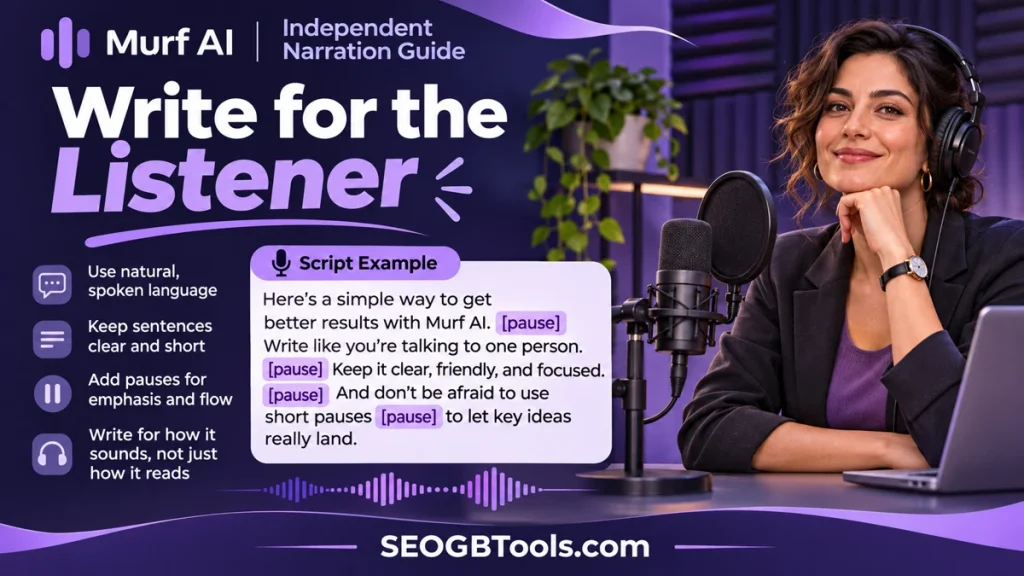 Murf AI
Independent
Narration Guide
Write for the
Listener
Use natural,
spoken language
Keep sentences
clear and short
Add pauses for
emphasis and flow
Write for how it
sounds, not just
how it reads
Script Example
Here's a simple way to get
better results with Murf AI. [pause]
Write like you're talking to one person.
[pause] Keep it clear, friendly, and focused.
[pause] And don't be afraid to use
short pauses [pause] to let key ideas
really land.
SEOGBTools.com